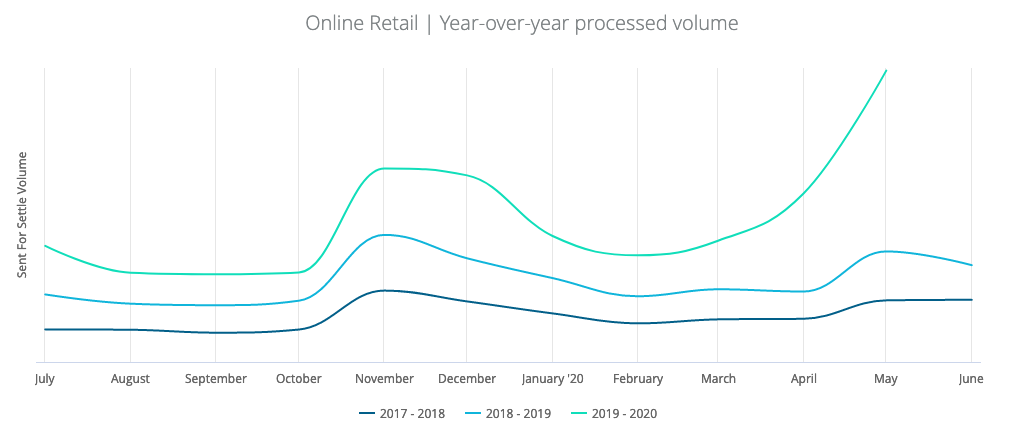 Online Retail | Year-over-year processed volume
Sent For Settle Volume
July August September October November December January '20 February March April May June
2017 - 2018 2018 - 2019 2019 - 2020